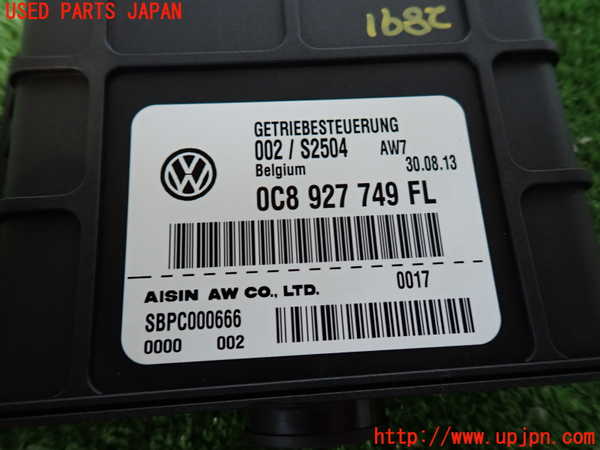 USED PARTS JAPAN
168C
GETRIEBESTEUERUNG
002 / S2504 AW7
Belgium 30.08.13
0C8 927 749 FL
0017
AISIN AW CO., LTD.
SBPC000666
0000 002
http://www.upjpn.com